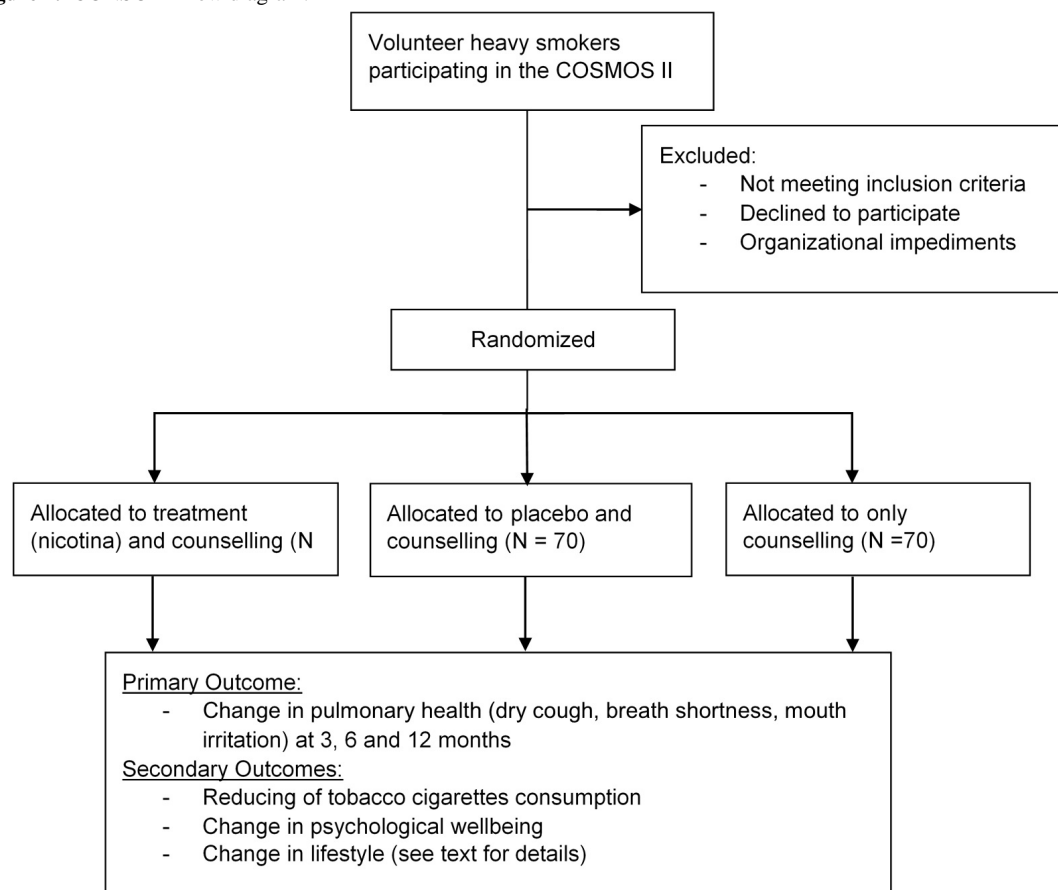 Volunteer heavy smokers
participating in the COSMOS II
Excluded:
- Not meeting inclusion criteria
- Declined to participate
- Organizational impediments
Randomized
Allocated to treatment
(nicotina) and counselling (N
Allocated to placebo and
counselling (N = 70)
Allocated to only
counselling (N =70)
Primary Outcome:
- Change in pulmonary health (dry cough, breath shortness, mouth
irritation) at 3, 6 and 12 months
Secondary Outcomes:
- Reducing of tobacco cigarettes consumption
- Change in psychological wellbeing
- Change in lifestyle (see text for details)